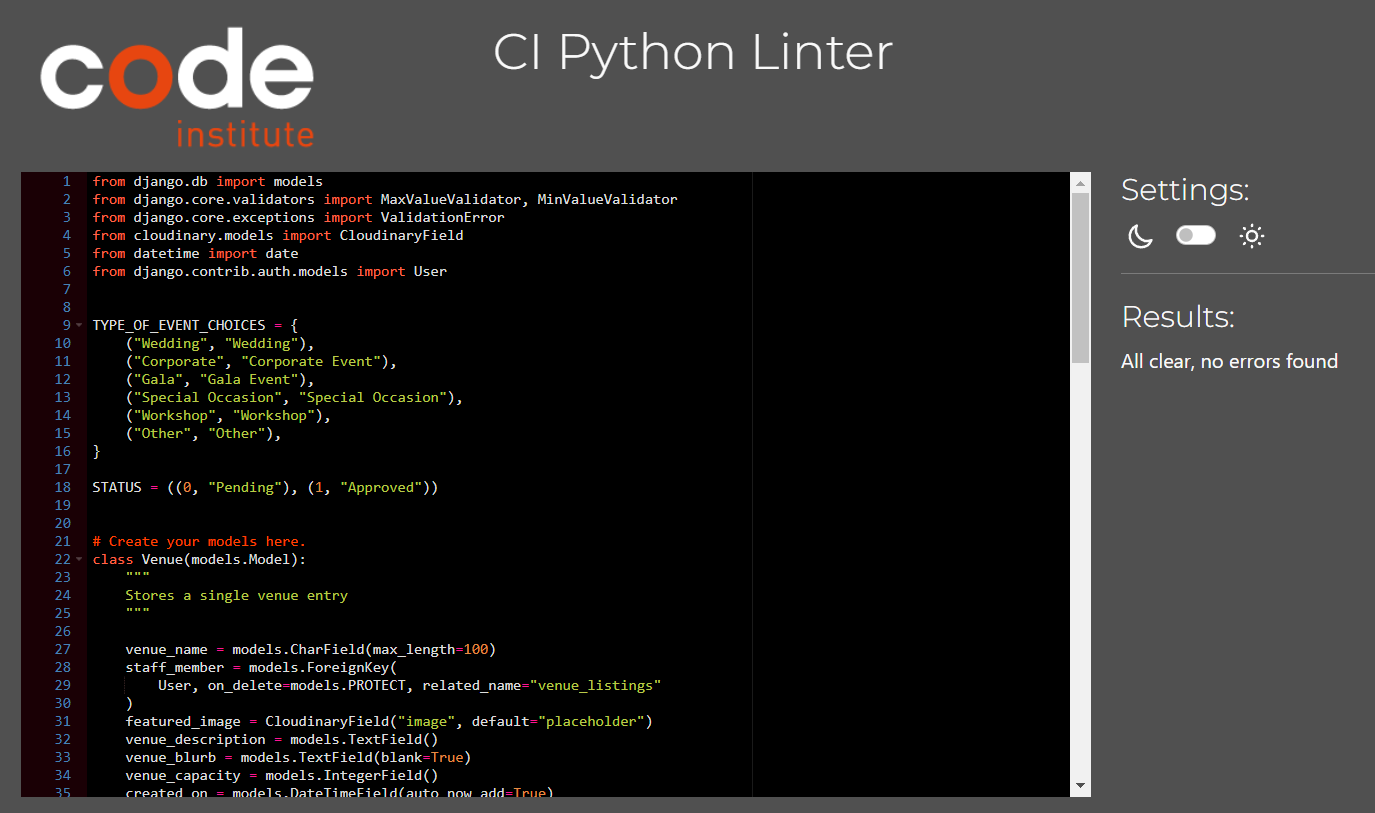 code
institute
CI Python Linter
1 from django.db import models
2 from django.core.validators import MaxValueValidator, MinValueValidator
3 from django.core.exceptions import ValidationError
4 from cloudinary.models import CloudinaryField
5 from datetime import date
6 from django.contrib.auth.models import User
7
8
9 TYPE_OF_EVENT_CHOICES = {
10     ("Wedding", "Wedding"),
11     ("Corporate", "Corporate Event"),
12     ("Gala", "Gala Event"),
13     ("Special Occasion", "Special Occasion"),
14     ("Workshop", "Workshop"),
15     ("Other", "Other"),
16 }
17
18 STATUS = ((0, "Pending"), (1, "Approved"))
19
20
21 # Create your models here.
22 class Venue(models.Model):
23     """
24     Stores a single venue entry
25     """
26
27     venue_name = models.CharField(max_length=100)
28     staff_member = models.ForeignKey(
29         User, on_delete=models.PROTECT, related_name="venue_listings"
30     )
31     featured_image = CloudinaryField("image", default="placeholder")
32     venue_description = models.TextField()
33     venue_blurb = models.TextField(blank=True)
34     venue_capacity = models.IntegerField()
35     created_on = models.DateTimeField(auto_now_add=True)
Settings:
Results:
All clear, no errors found